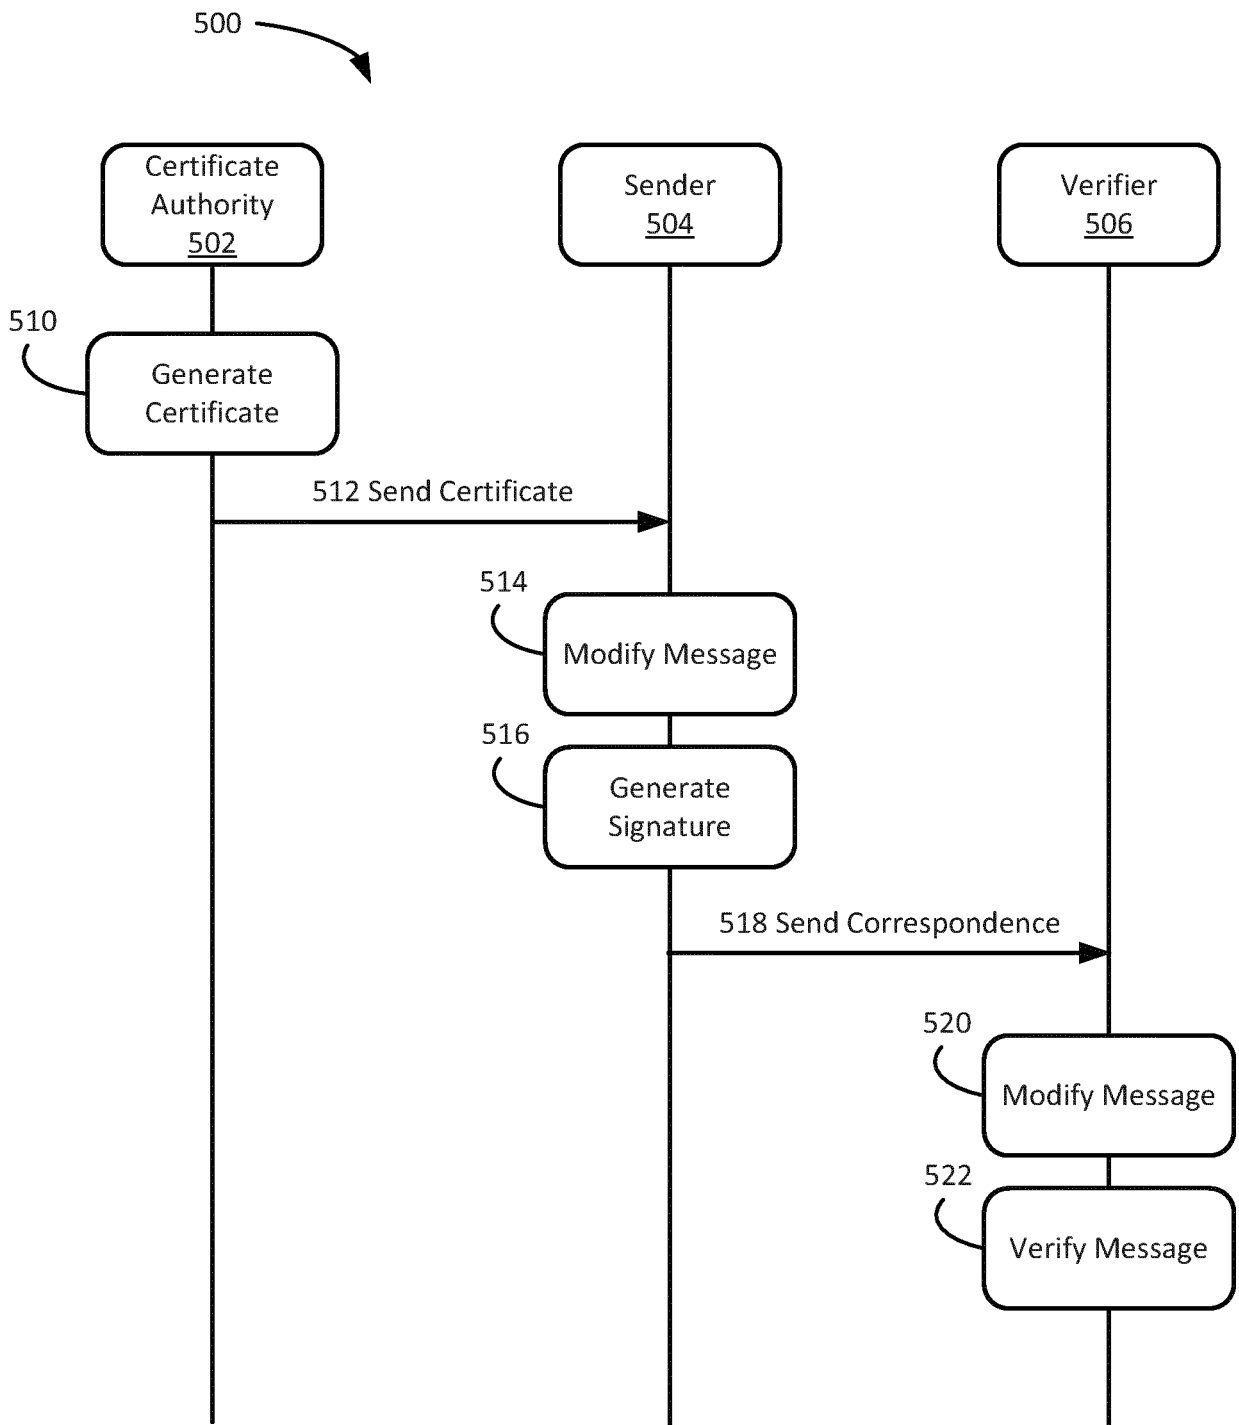 500
Certificate
Authority
502
Sender
504
Verifier
506
510
Generate
Certificate
512 Send Certificate
514
Modify Message
516
Generate
Signature
518 Send Correspondence
520
Modify Message
522
Verify Message